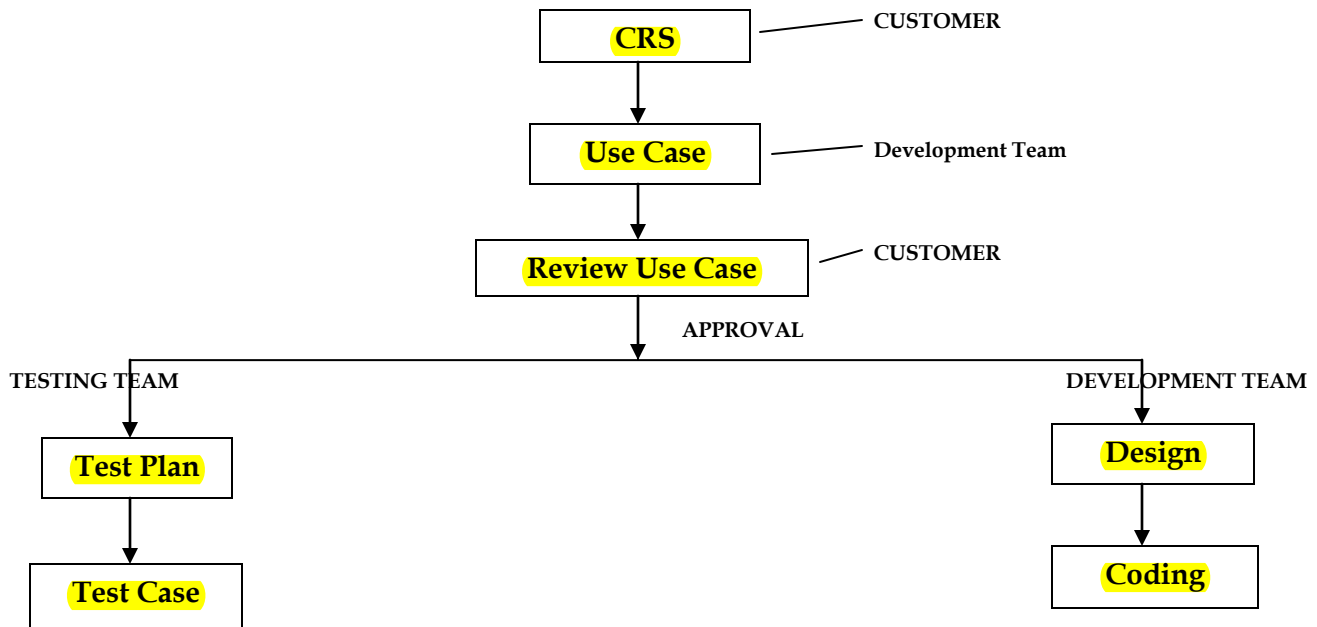 CRS
CUSTOMER
Use Case
Development Team
Review Use Case
CUSTOMER
APPROVAL
TESTING TEAM
DEVELOPMENT TEAM
Test Plan
Design
Test Case
Coding